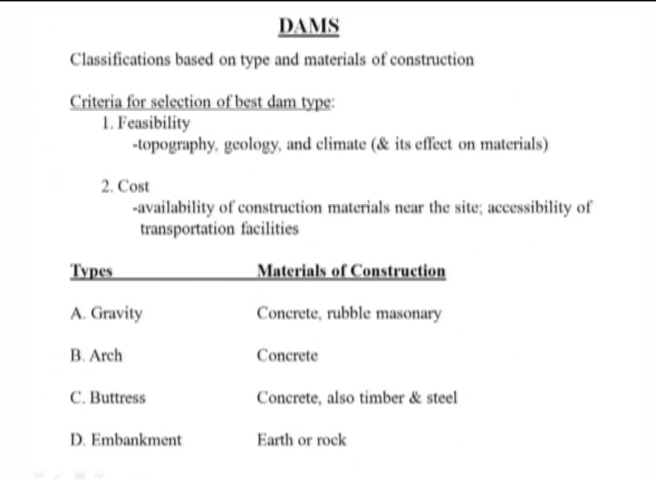 DAMS
Classifications based on type and materials of construction
Criteria for selection of best dam type:
1. Feasibility
-topography, geology, and climate (& its effect on materials)
2. Cost
-availability of construction materials near the site; accessibility of
transportation facilities
Types Materials of Construction
A. Gravity Concrete, rubble masonary
B. Arch Concrete
C. Buttress Concrete, also timber & steel
D. Embankment Earth or rock